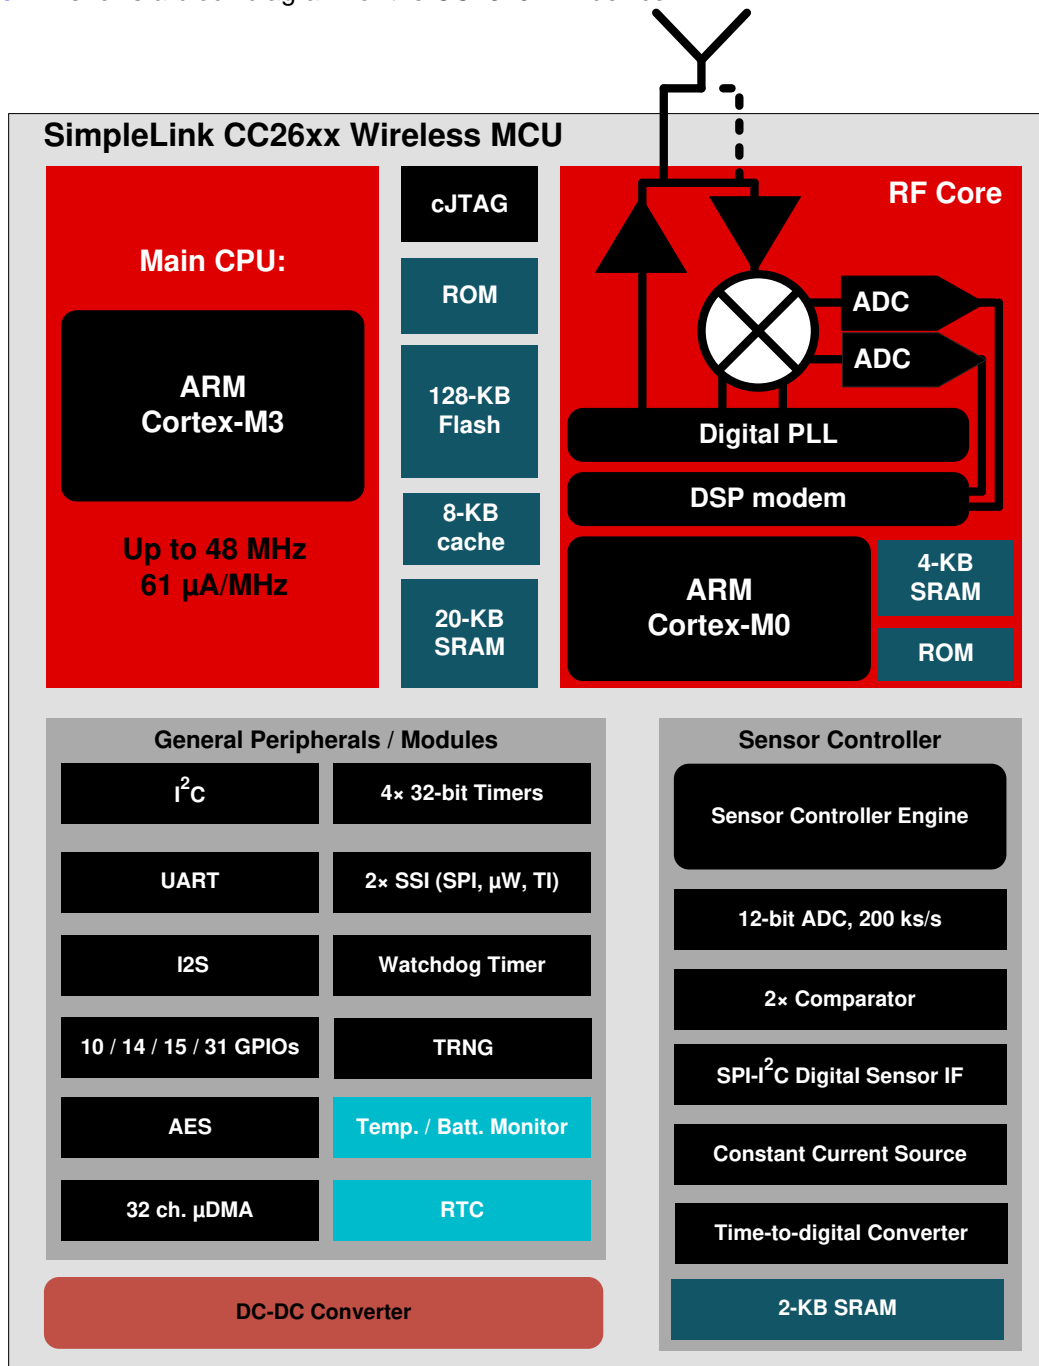 SimpleLink CC26xx Wireless MCU
Main CPU:
ARM
Cortex-M3
Up to 48 MHz
61 µA/MHz
cJTAG
ROM
128-KB
Flash
8-KB
cache
20-KB
SRAM
RF Core
ADC
ADC
Digital PLL
DSP modem
ARM
Cortex-M0
4-KB
SRAM
ROM
General Peripherals / Modules
I²C
4× 32-bit Timers
UART
2× SSI (SPI, µW, TI)
I2S
Watchdog Timer
10 / 14 / 15 / 31 GPIOs
TRNG
AES
Temp. / Batt. Monitor
32 ch. µDMA
RTC
Sensor Controller
Sensor Controller Engine
12-bit ADC, 200 ks/s
2× Comparator
SPI-I²C Digital Sensor IF
Constant Current Source
Time-to-digital Converter
2-KB SRAM
DC-DC Converter